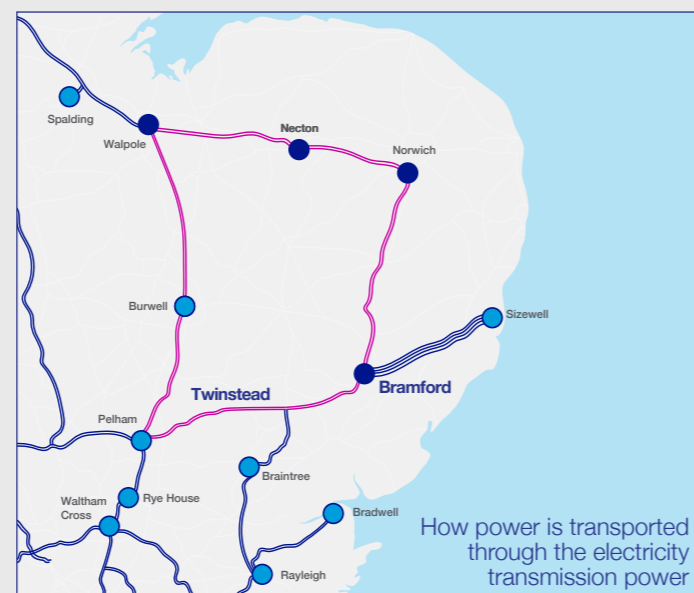 Spalding
Walpole
Necton
Norwich
Burwell
Sizewell
Twinstead
Bramford
Pelham
Braintree
Rye House
Waltham
Cross
Bradwell
Rayleigh
How power is transported
through the electricity
transmission power